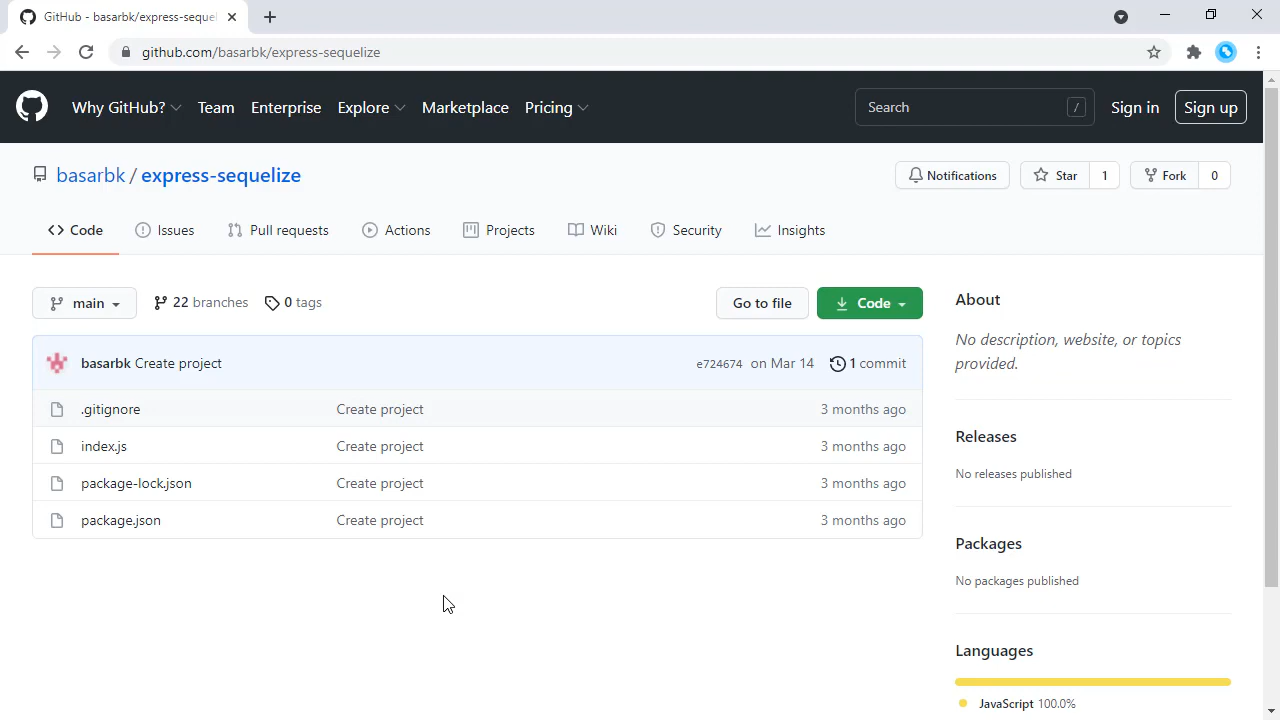 GitHub - basarbk/express-sequel
github.com/basarbk/express-sequelize
Why GitHub? Team Enterprise Explore Marketplace Pricing Search / Sign in Sign up
basarbk / express-sequelize Notifications Star 1 Fork 0
Code Issues Pull requests Actions Projects Wiki Security Insights
main 22 branches 0 tags Go to file Code
basarbk Create project e724674 on Mar 14 1 commit
.gitignore Create project 3 months ago
index.js Create project 3 months ago
package-lock.json Create project 3 months ago
package.json Create project 3 months ago
About
No description, website, or topics
provided.
Releases
No releases published
Packages
No packages published
Languages
JavaScript 100.0%